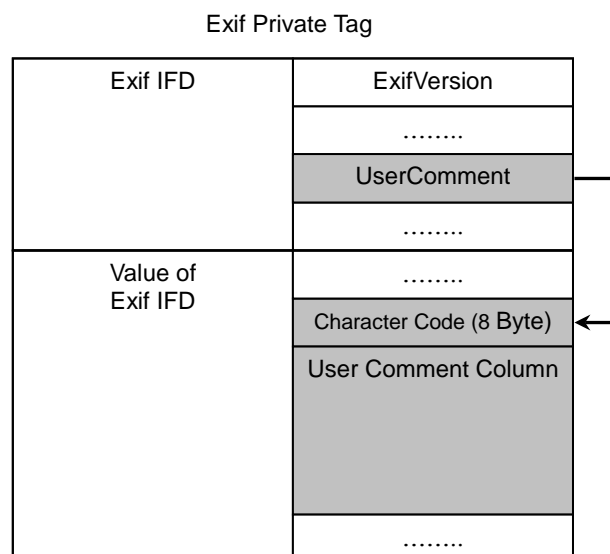 Exif Private Tag
Exif IFD
ExifVersion
........
UserComment
........
Value of
Exif IFD
........
Character Code (8 Byte)
User Comment Column
........